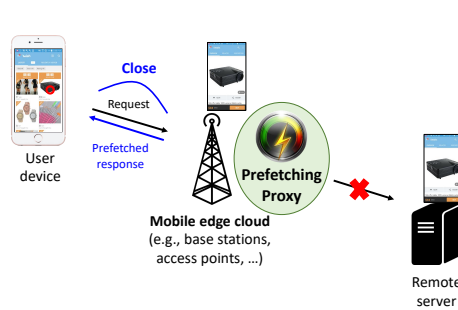 Close
Request
Prefetched
response
User
device
Prefetching
Proxy
Mobile edge cloud
(e.g., base stations,
access points, ...)
Remote
server